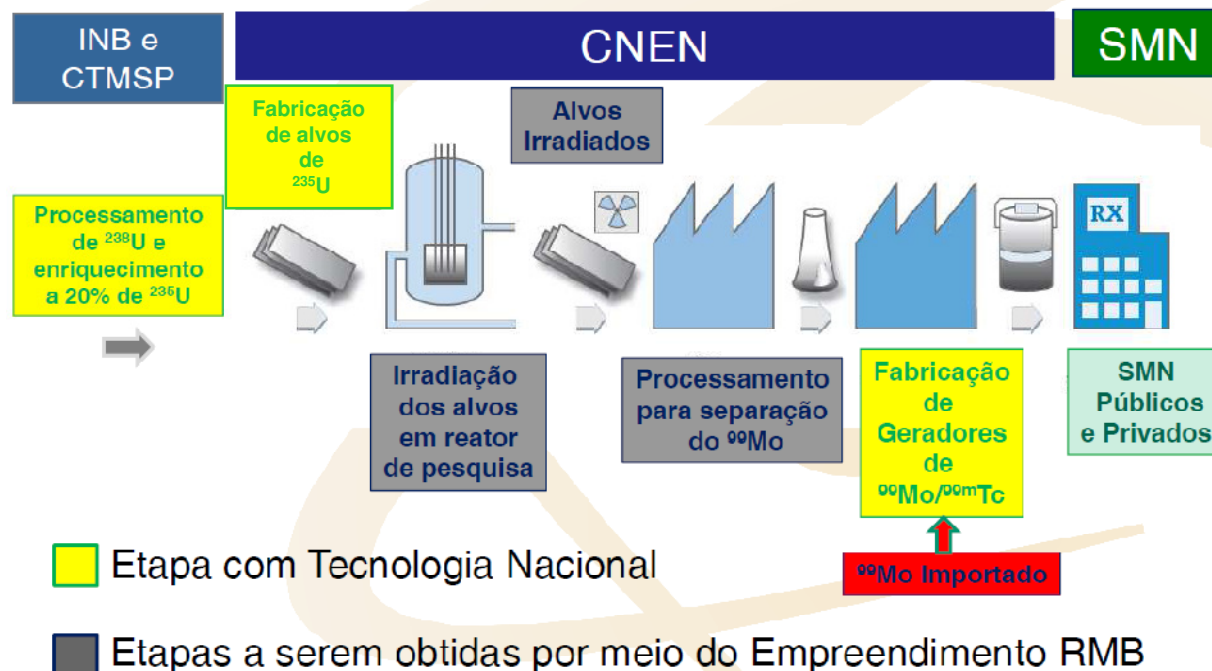 INB e
CTMSP
CNEN
SMN
Fabricação
de alvos
de
²³⁵U
Alvos
Irradiados
Processamento
de ²³⁸U e
enriquecimento
a 20% de ²³⁵U
RX
Irradiação
dos alvos
em reator
de pesquisa
Processamento
para separação
do ⁹⁹Mo
Fabricação
de
Geradores
de
⁹⁹Mo/⁹⁹ᵐTc
SMN
Públicos
e Privados
⁹⁹Mo Importado
Etapa com Tecnologia Nacional
Etapas a serem obtidas por meio do Empreendimento RMB